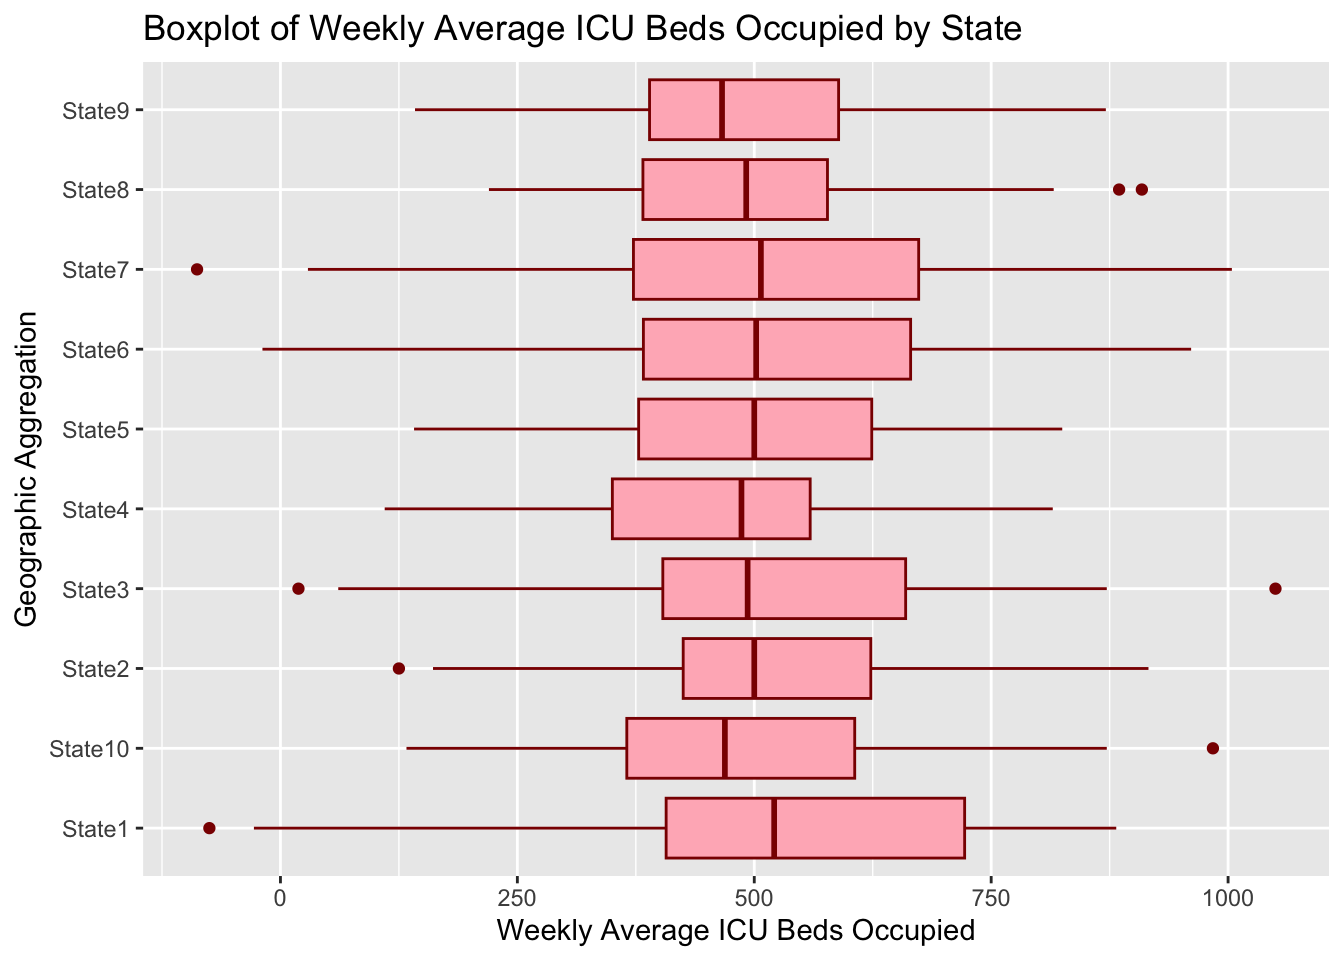 Boxplot of Weekly Average ICU Beds Occupied by State
Geographic Aggregation
State9
State8
State7
State6
State5
State4
State3
State2
State10
State1
0 250 500 750 1000
Weekly Average ICU Beds Occupied